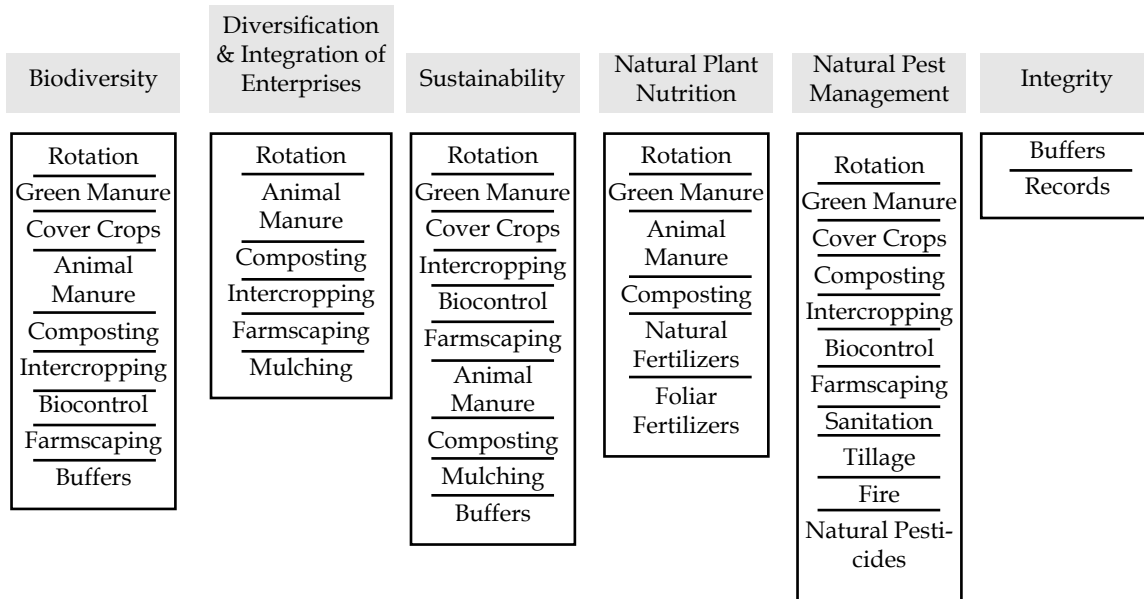 Biodiversity
Diversification
& Integration of
Enterprises
Sustainability
Natural Plant
Nutrition
Natural Pest
Management
Integrity
Rotation
Green Manure
Cover Crops
Animal
Manure
Composting
Intercropping
Biocontrol
Farmscaping
Buffers
Rotation
Animal
Manure
Composting
Intercropping
Farmscaping
Mulching
Rotation
Green Manure
Cover Crops
Intercropping
Biocontrol
Farmscaping
Animal
Manure
Composting
Mulching
Buffers
Rotation
Green Manure
Animal
Manure
Composting
Natural
Fertilizers
Foliar
Fertilizers
Rotation
Green Manure
Cover Crops
Composting
Intercropping
Biocontrol
Farmscaping
Sanitation
Tillage
Fire
Natural Pesti-
cides
Buffers
Records